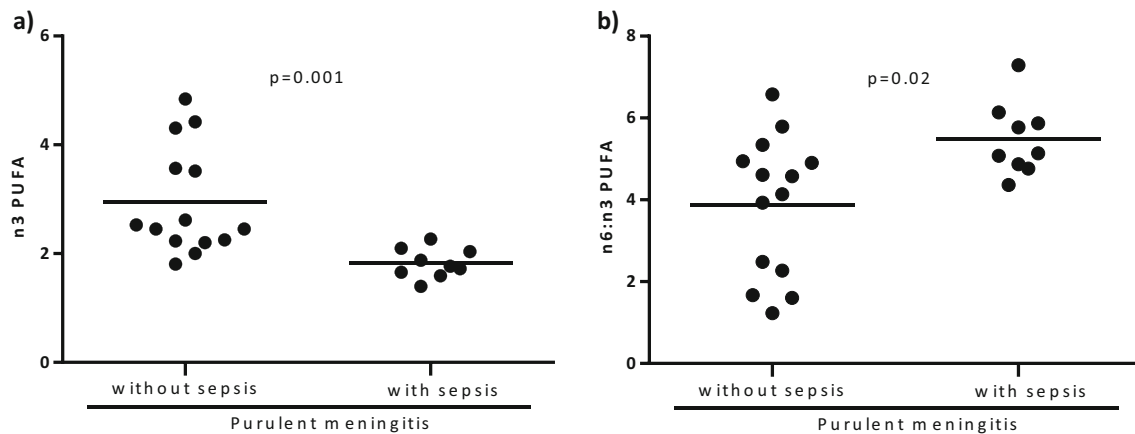 a)
6
4
2
0
n3 PUFA
p=0.001
without sepsis
with sepsis
Purulent meningitis
b)
8
6
4
2
0
n6:n3 PUFA
p=0.02
without sepsis
with sepsis
Purulent meningitis